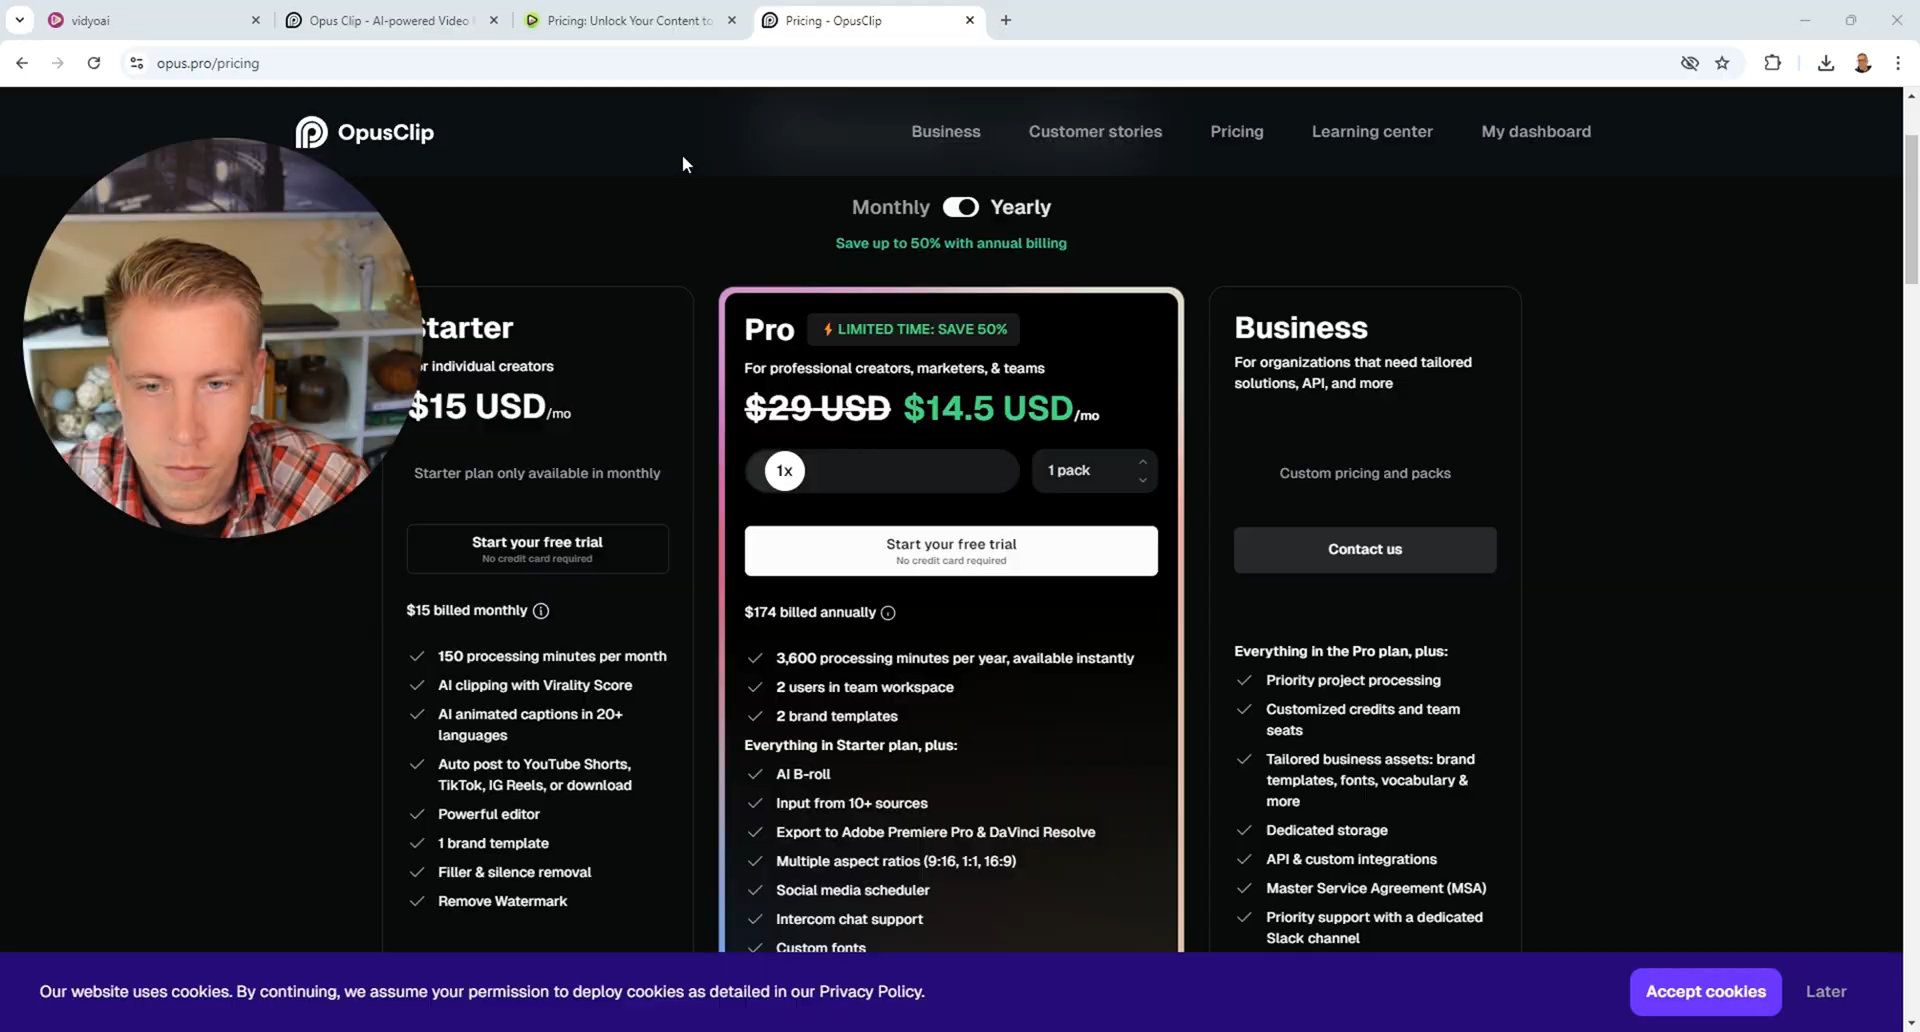 vidyoai
Opus Clip - AI-powered Video
Pricing: Unlock Your Content to
Pricing - OpusClip
opus.pro/pricing
OpusClip
Business
Customer stories
Pricing
Learning center
My dashboard
Monthly
Yearly
Save up to 50% with annual billing
tarter
r individual creators
$15 USD/mo
Starter plan only available in monthly
Start your free trial
No credit card required
$15 billed monthly
150 processing minutes per month
AI clipping with Virality Score
AI animated captions in 20+
languages
Auto post to YouTube Shorts,
TikTok, IG Reels, or download
Powerful editor
1 brand template
Filler & silence removal
Remove Watermark
Pro
LIMITED TIME: SAVE 50%
For professional creators, marketers, & teams
$29 USD $14.5 USD/mo
1x
1 pack
Start your free trial
No credit card required
$174 billed annually
3,600 processing minutes per year, available instantly
2 users in team workspace
2 brand templates
Everything in Starter plan, plus:
AI B-roll
Input from 10+ sources
Export to Adobe Premiere Pro & DaVinci Resolve
Multiple aspect ratios (9:16, 1:1, 16:9)
Social media scheduler
Intercom chat support
Custom fonts
Business
For organizations that need tailored
solutions, API, and more
Custom pricing and packs
Contact us
Everything in the Pro plan, plus:
Priority project processing
Customized credits and team
seats
Tailored business assets: brand
templates, fonts, vocabulary &
more
Dedicated storage
API & custom integrations
Master Service Agreement (MSA)
Priority support with a dedicated
Slack channel
Our website uses cookies. By continuing, we assume your permission to deploy cookies as detailed in our Privacy Policy.
Accept cookies
Later